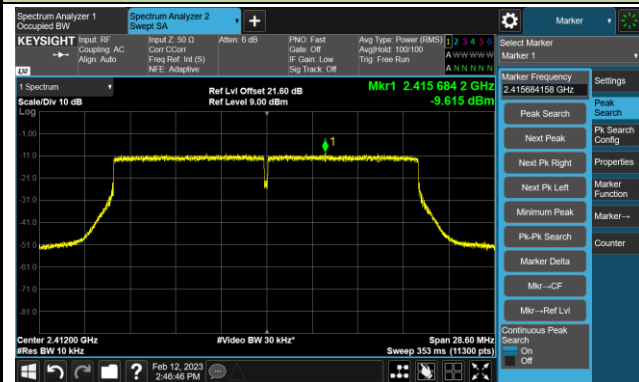 Spectrum Analyzer 1
Occupied BW
Spectrum Analyzer 2
Swept SA
Marker
KEYSIGHT
Input: RF
Coupling: AC
Align: Auto
Input Z: 50 Ω
Corr CCorr
Freq Ref: Int (S)
NFE: Adaptive
Atten: 6 dB
PNO: Fast
Gate: Off
IF Gain: Low
Sig Track: Off
Avg Type: Power (RMS)
Avg|Hold: 100/100
Trig: Free Run
1 2 3 4 5 6
A W W W W W
A N N N N N
LXI
Select Marker
Marker 1
1 Spectrum
Scale/Div 10 dB
Log
Ref Lvl Offset 21.60 dB
Ref Level 9.00 dBm
Mkr1 2.415 684 2 GHz
-9.615 dBm
-1.00
-11.0
-21.0
-31.0
-41.0
-51.0
-61.0
-71.0
-81.0
1
Center 2.41200 GHz
#Res BW 10 kHz
#Video BW 30 kHz*
Span 28.60 MHz
Sweep 353 ms (11300 pts)
Marker Frequency
2.415684158 GHz
Peak Search
Next Peak
Next Pk Right
Next Pk Left
Minimum Peak
Pk-Pk Search
Marker Delta
Mkr→CF
Mkr→Ref Lvl
Continuous Peak
Search
On
Off
Settings
Peak
Search
Pk Search
Config
Properties
Marker
Function
Marker→
Counter
?
Feb 12, 2023
2:46:46 PM